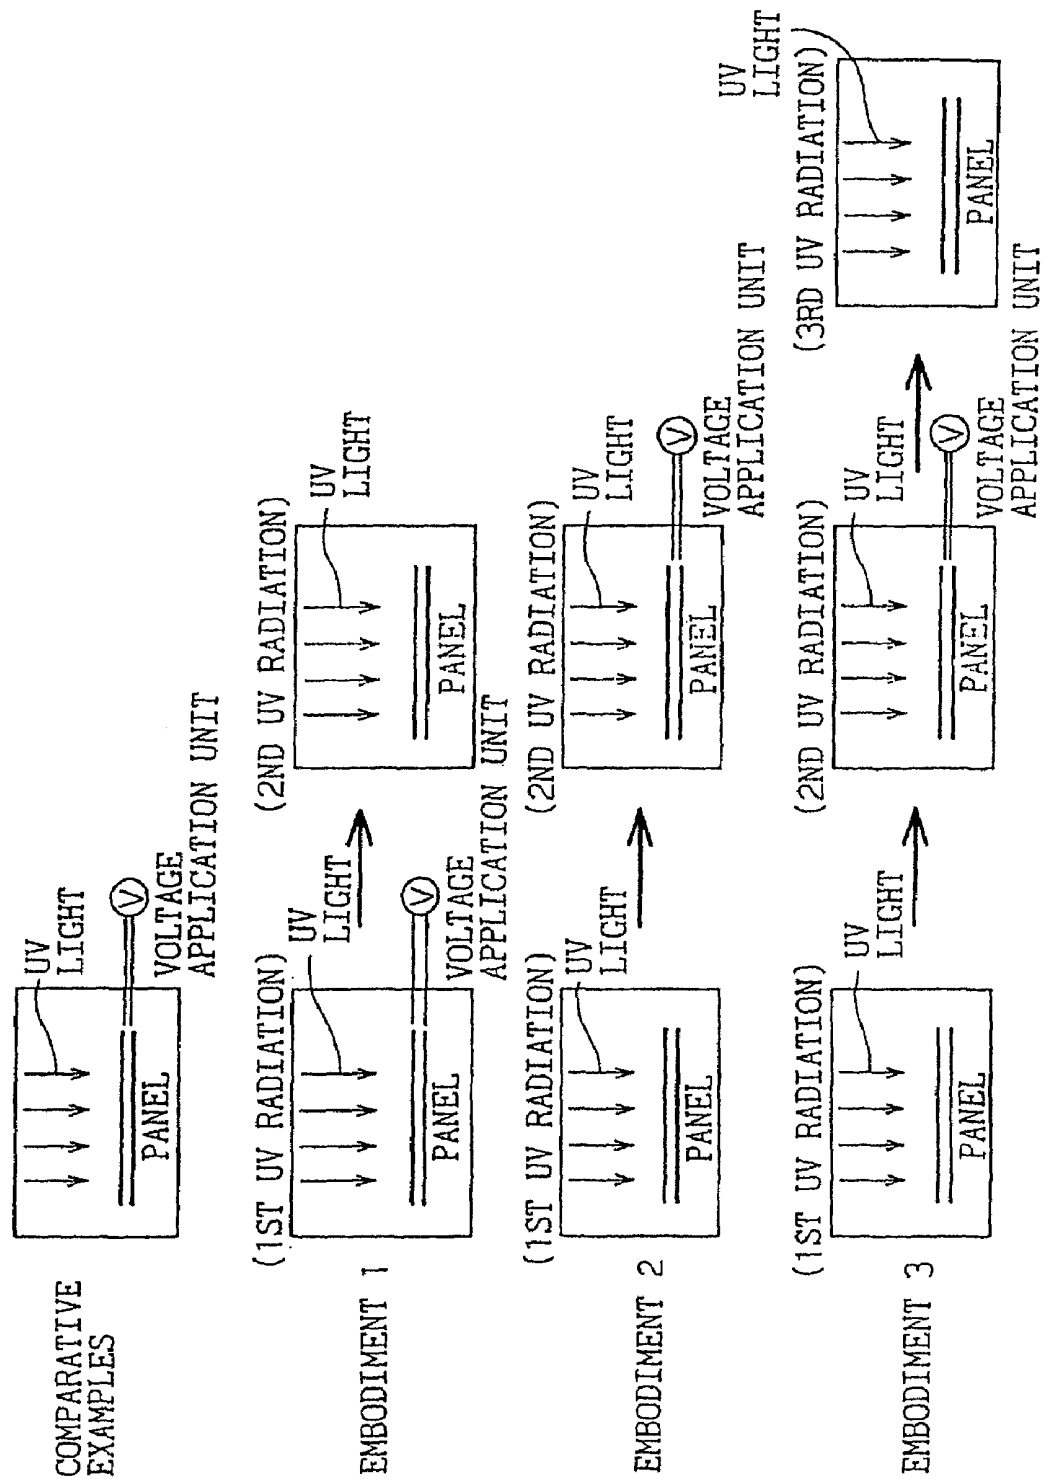 COMPARATIVE
EXAMPLES
UV
LIGHT
PANEL
VOLTAGE
APPLICATION UNIT
EMBODIMENT 1
(1ST UV RADIATION)
UV
LIGHT
PANEL
VOLTAGE
APPLICATION UNIT
(2ND UV RADIATION)
UV
LIGHT
PANEL
EMBODIMENT 2
(1ST UV RADIATION)
UV
LIGHT
PANEL
(2ND UV RADIATION)
UV
LIGHT
PANEL
VOLTAGE
APPLICATION UNIT
EMBODIMENT 3
(1ST UV RADIATION)
UV
LIGHT
PANEL
(2ND UV RADIATION)
UV
LIGHT
PANEL
VOLTAGE
APPLICATION UNIT
(3RD UV RADIATION)
UV
LIGHT
PANEL
V
V
V
V